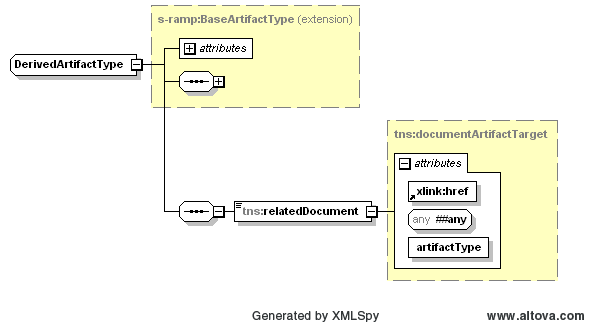 s-ramp:BaseArtifactType (extension)
attributes
DerivedArtifactType
tns:documentArtifactTarget
attributes
xlink:href
tns:relatedDocument
any ##any
artifactType
Generated by XMLSpy
www.altova.com